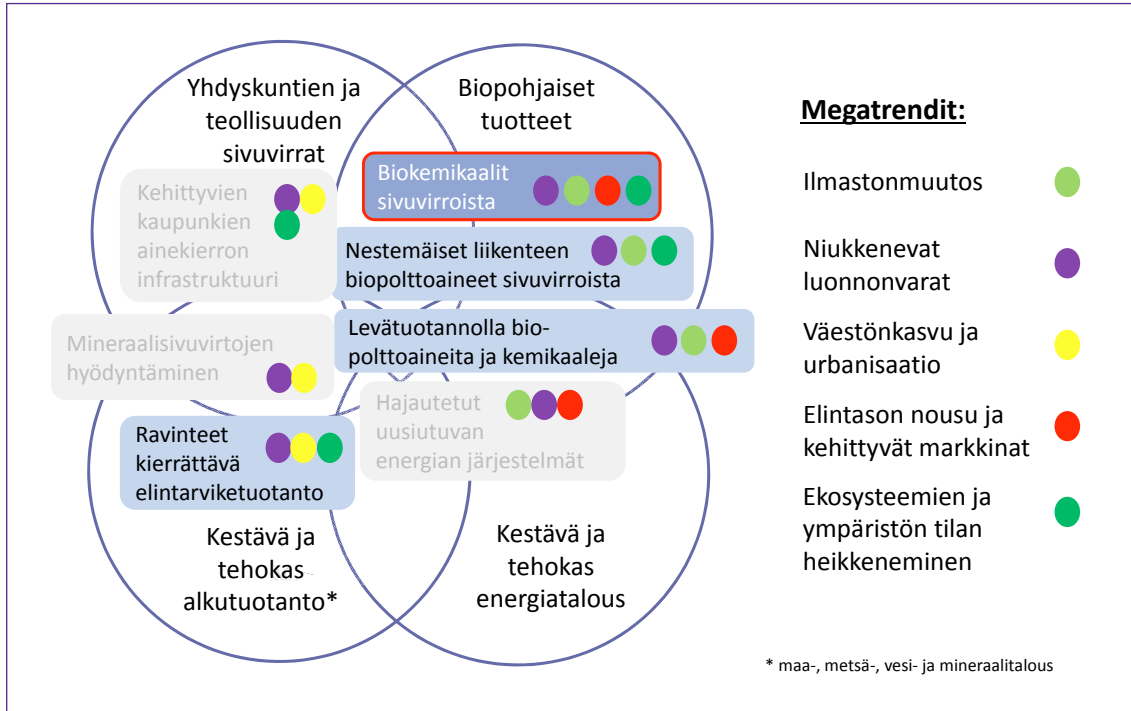 Yhdyskuntien ja
teollisuuden
sivuvirrat
Biopohjaiset
tuotteet
Kehittyvien
kaupunkien
ainekierron
infrastruktuuri
Biokemikaalit
sivuvirroista
Nestemäiset liikenteen
biopolttoaineet sivuvirroista
Mineraalisivuvirtojen
hyödyntäminen
Levätuotannolla bio-
polttoaineita ja kemikaaleja
Hajautetut
uusiutuvan
energian järjestelmät
Ravinteet
kierrättävä
elintarviketuotanto
Kestävä ja
tehokas
alkutuotanto*
Kestävä ja
tehokas
energiatalous
Megatrendit:
Ilmastonmuutos
Niukkenevat
luonnonvarat
Väestönkasvu ja
urbanisaatio
Elintason nousu ja
kehittyvät markkinat
Ekosysteemien ja
ympäristön tilan
heikkeneminen
* maa-, metsä-, vesi- ja mineraalitalous